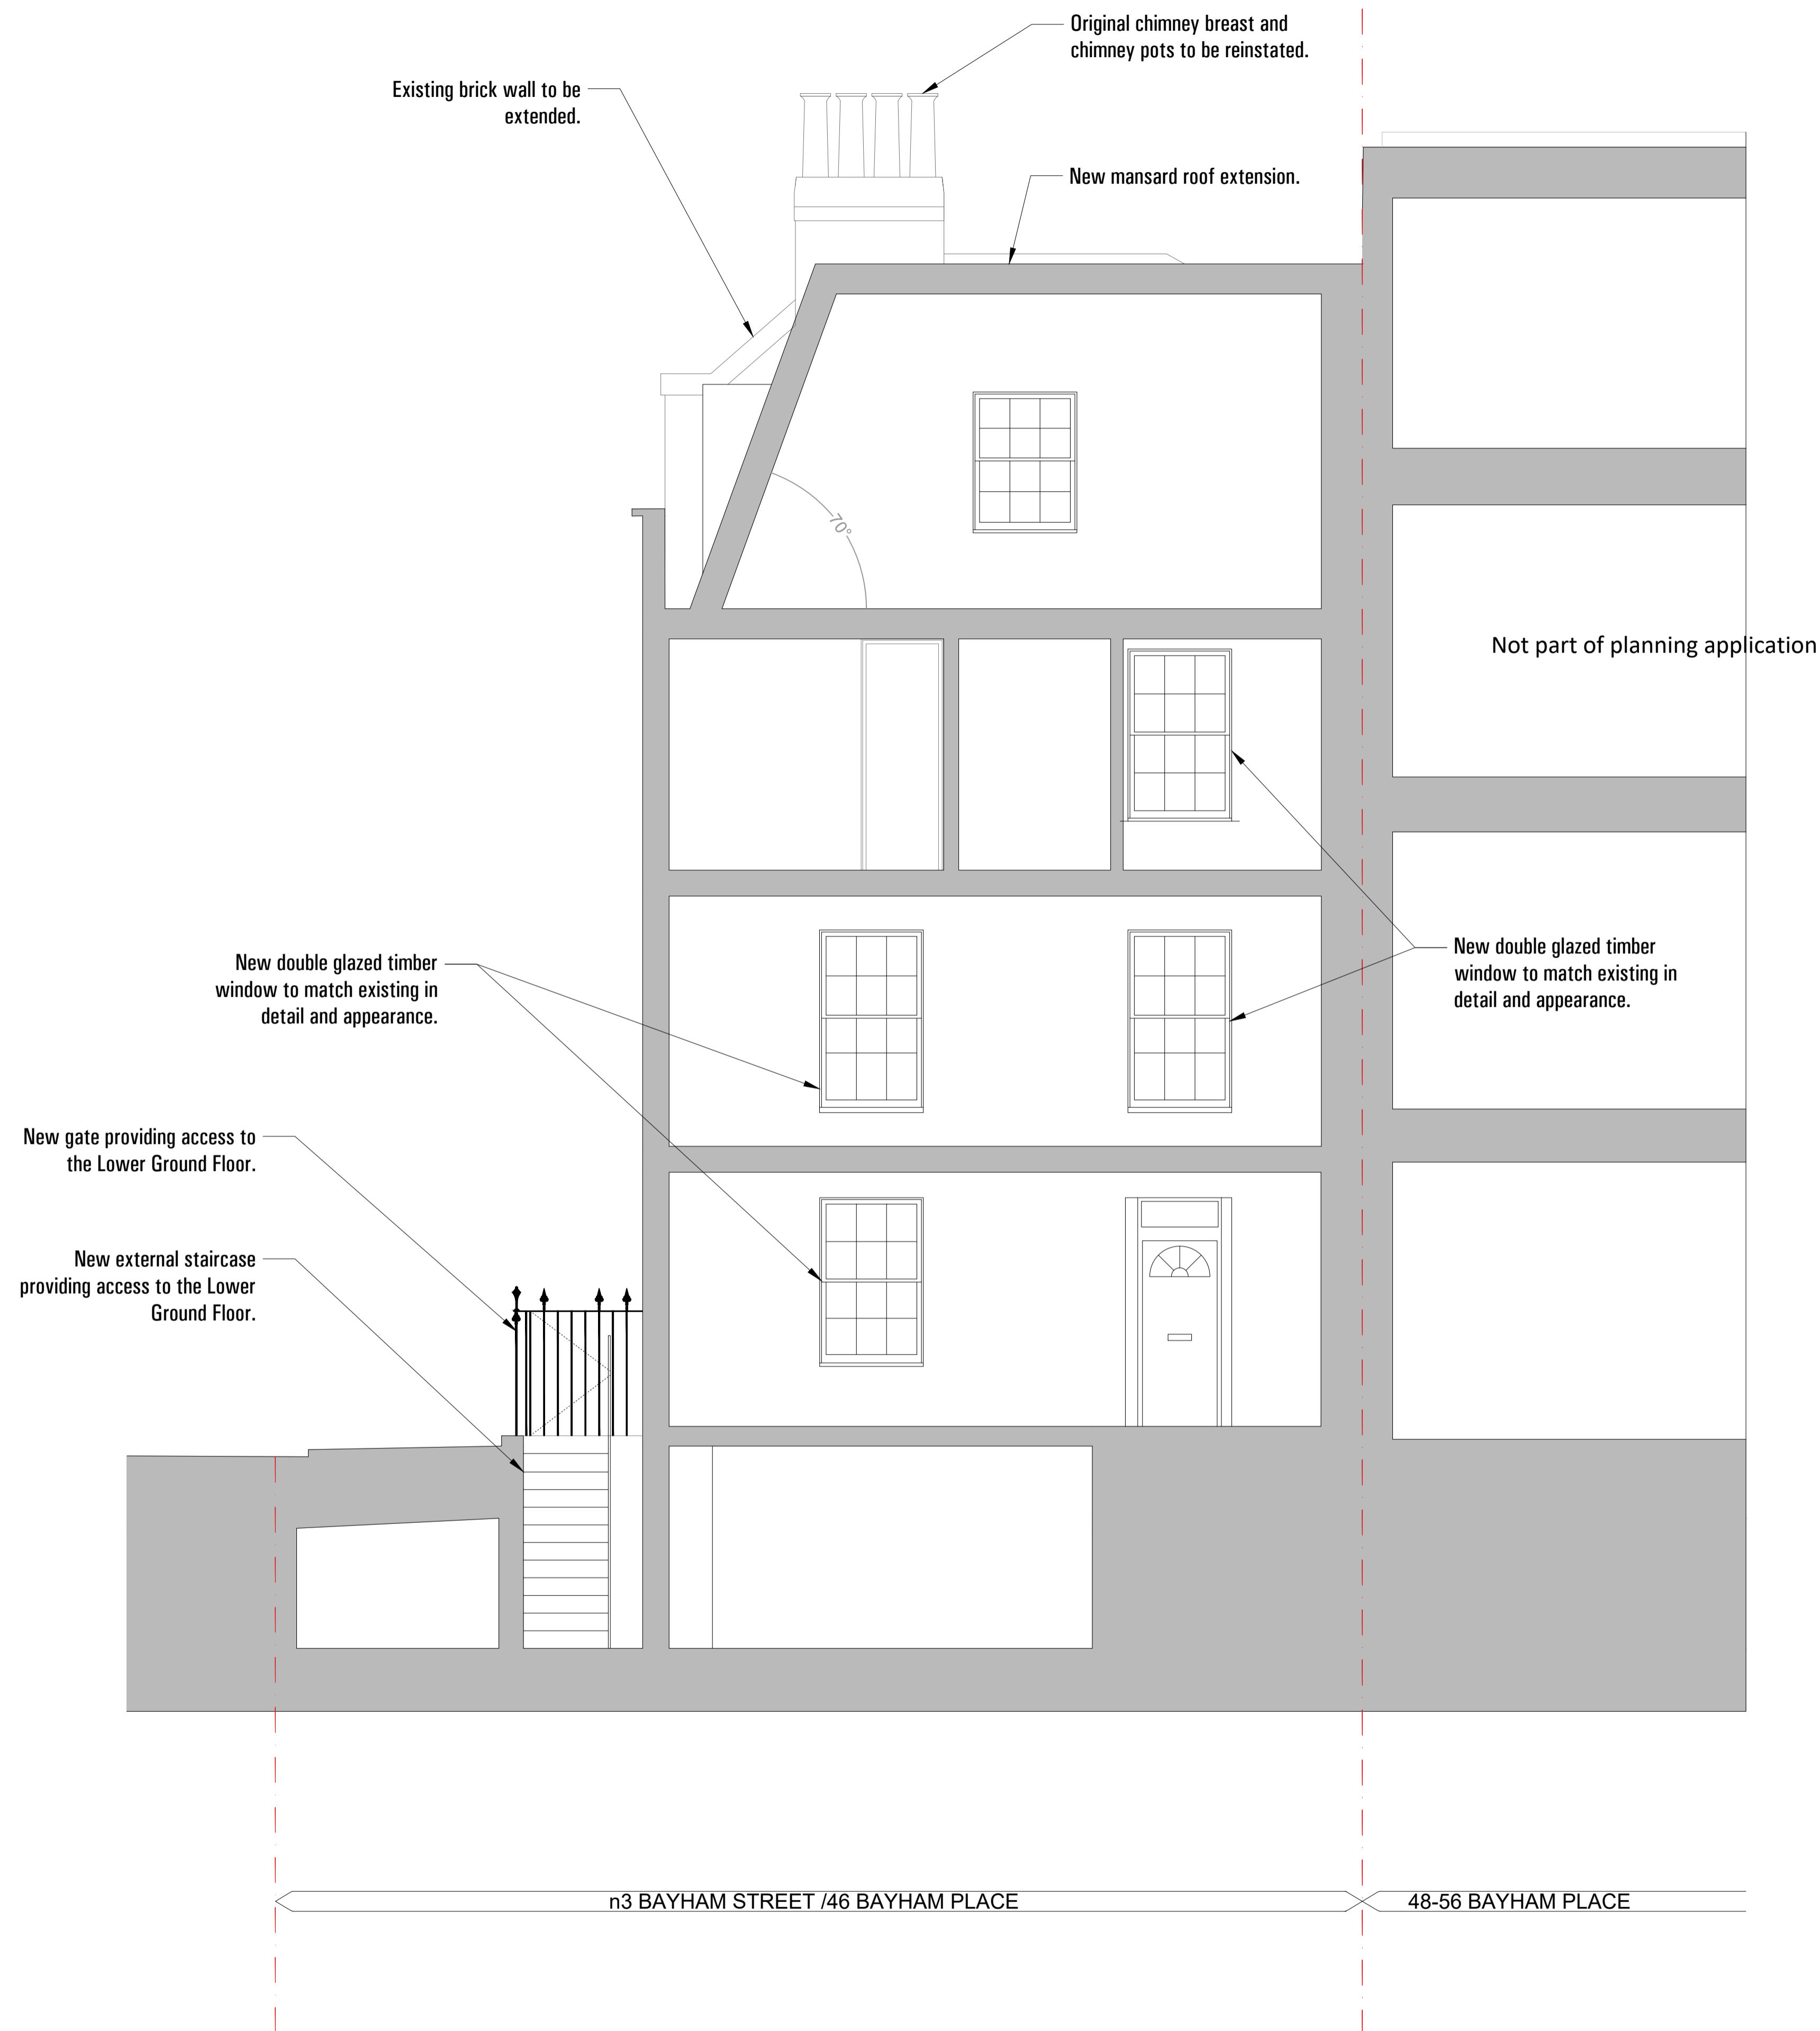 Original chimney breast and
chimney pots to be reinstated.
Existing brick wall to be
extended.
New mansard roof extension.
70°
Not part of planning application
New double glazed timber
window to match existing in
detail and appearance.
New double glazed timber
window to match existing in
detail and appearance.
New gate providing access to
the Lower Ground Floor.
New external staircase
providing access to the Lower
Ground Floor.
n3 BAYHAM STREET /46 BAYHAM PLACE
48-56 BAYHAM PLACE